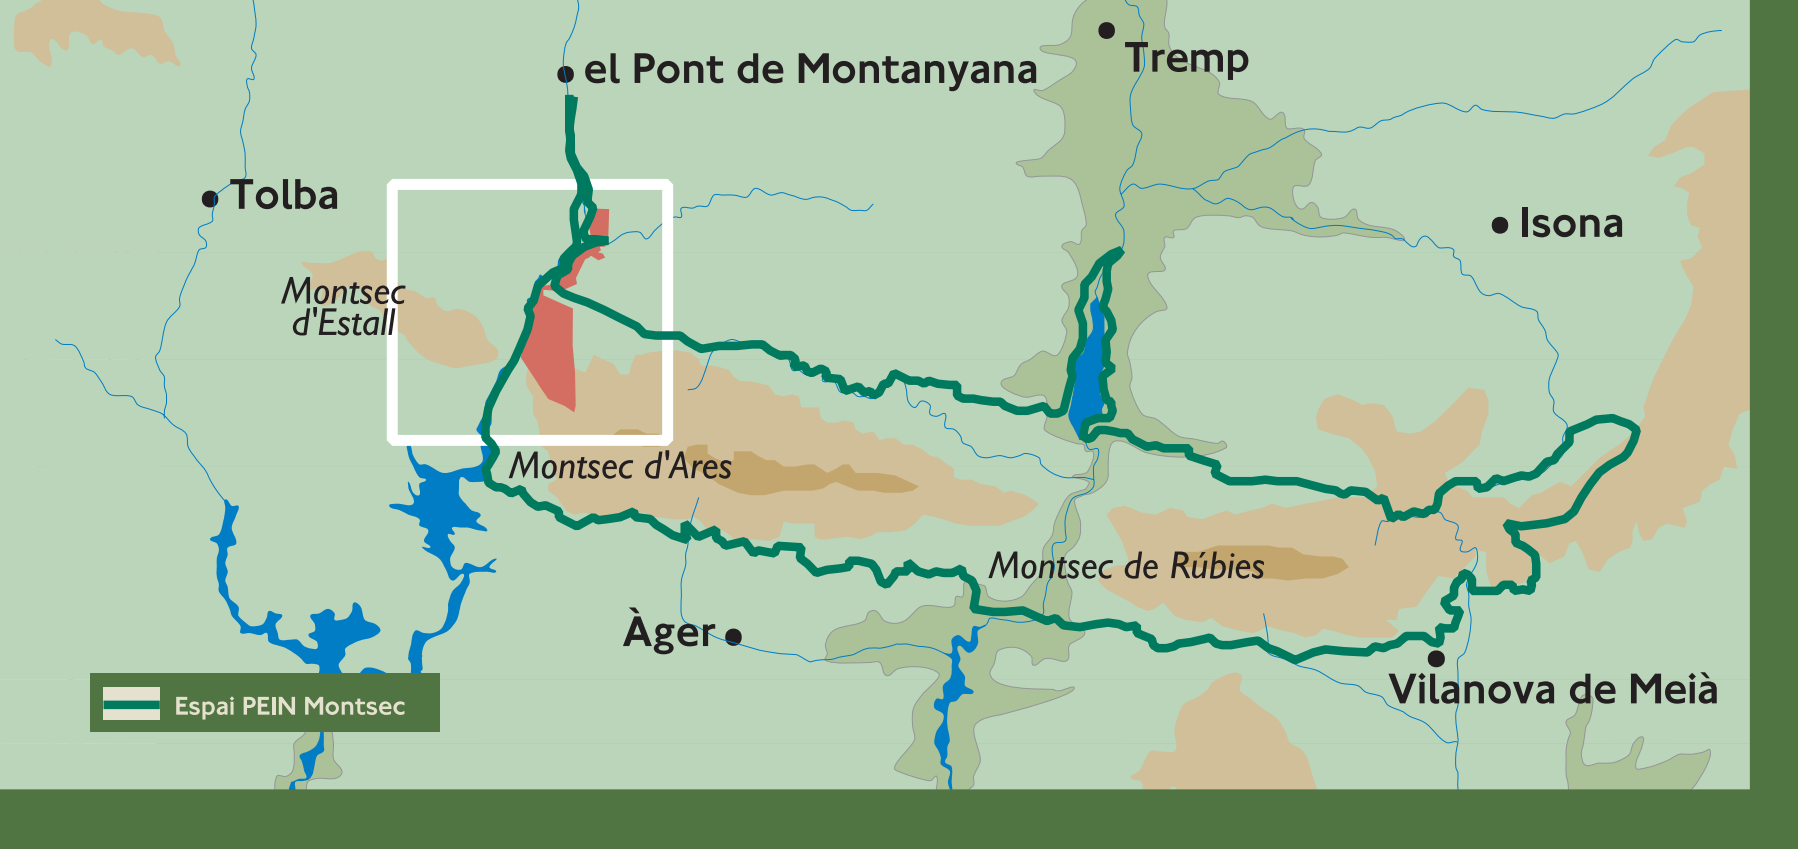 Tremp
el Pont de Montanyana
Tolba
Isona
Montsec
d'Estall
Montsec d'Ares
Montsec de Rúbies
Àger
Vilanova de Meià
Espai PEIN Montsec